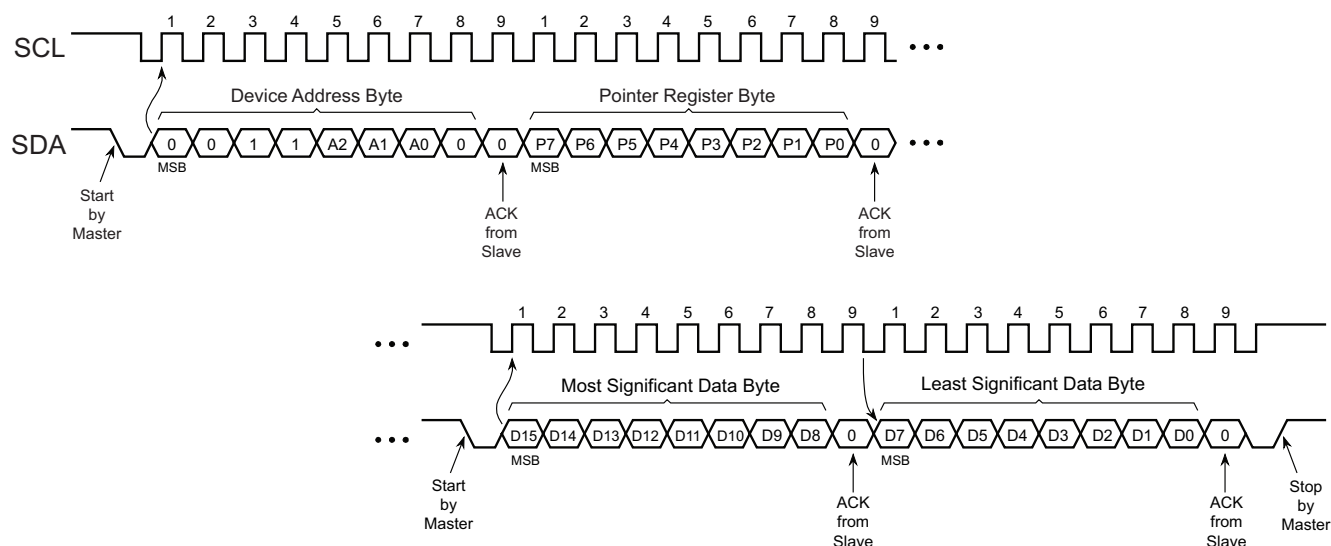 1 2 3 4 5 6 7 8 9 1 2 3 4 5 6 7 8 9
SCL
Device Address Byte
Pointer Register Byte
SDA
0 0 1 1 A2 A1 A0 0 0 P7 P6 P5 P4 P3 P2 P1 P0 0
MSB
MSB
Start
by
Master
ACK
from
Slave
ACK
from
Slave
1 2 3 4 5 6 7 8 9 1 2 3 4 5 6 7 8 9
Most Significant Data Byte
Least Significant Data Byte
D15 D14 D13 D12 D11 D10 D9 D8 0 D7 D6 D5 D4 D3 D2 D1 D0 0
MSB
MSB
Start
by
Master
ACK
from
Slave
ACK
from
Slave
Stop
by
Master